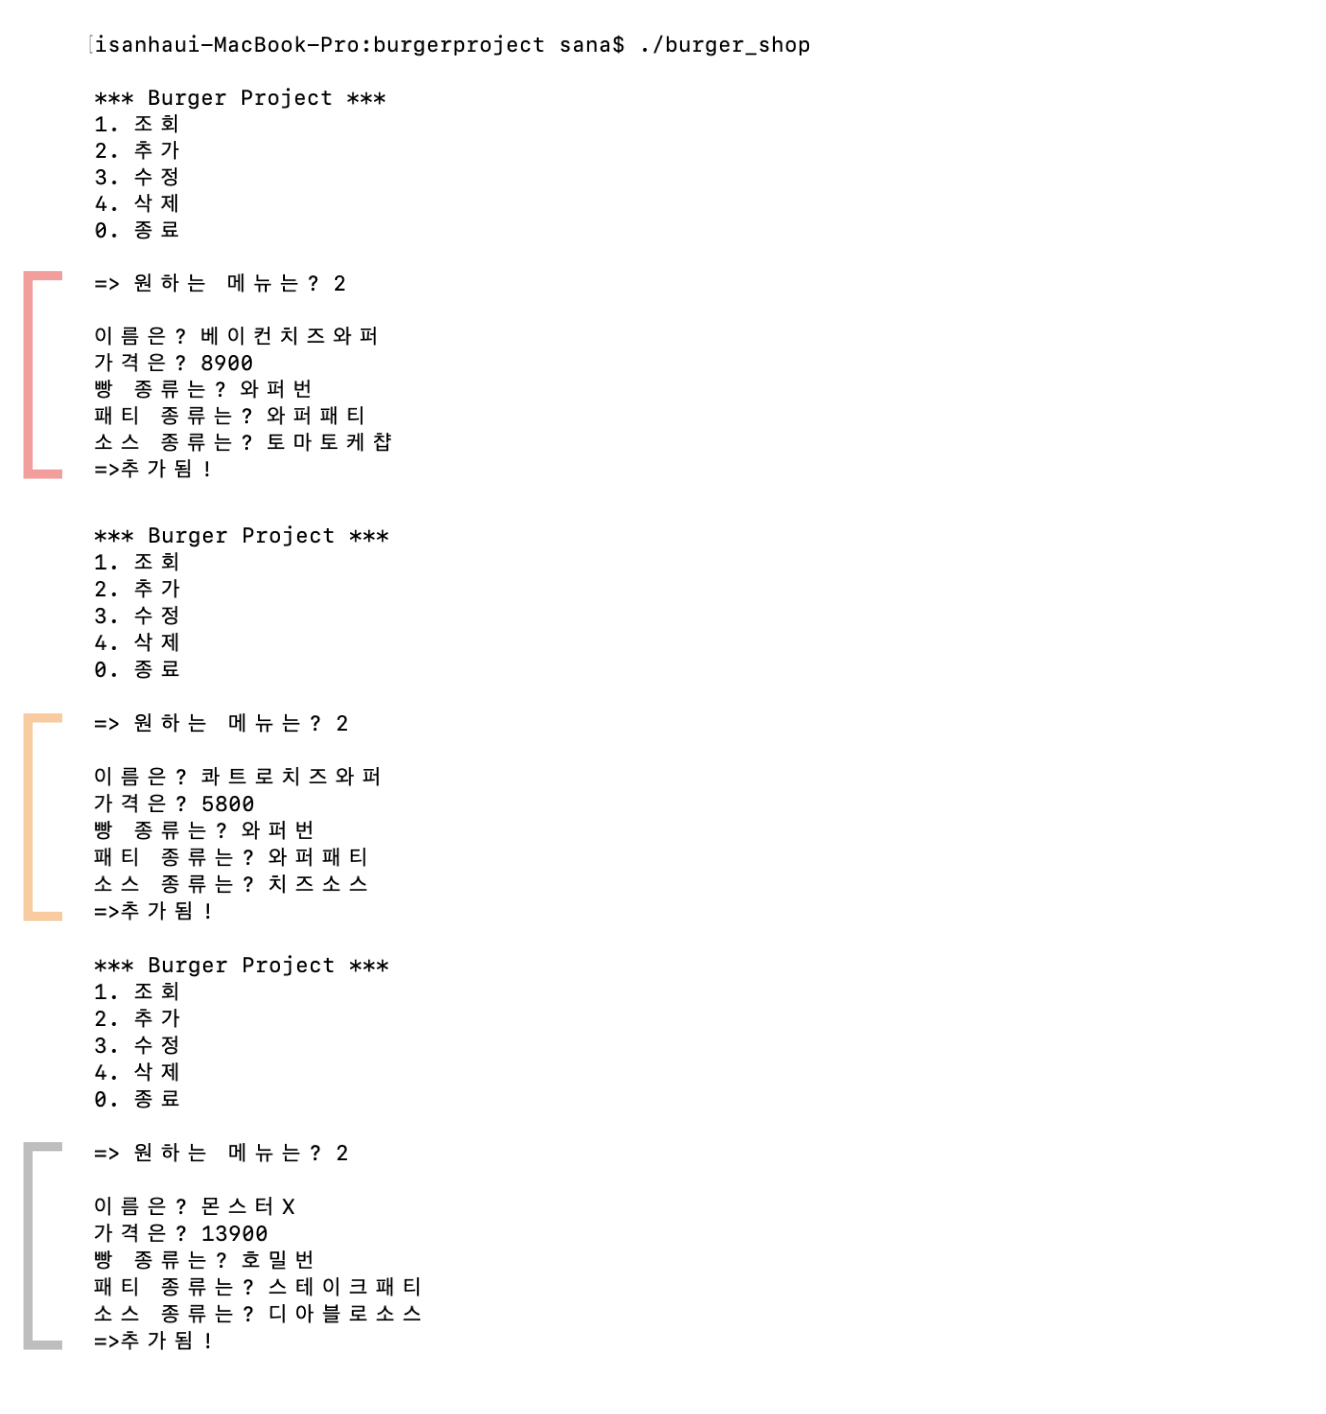 isanhaui-MacBook-Pro:burgerproject sana$ ./burger_shop
*** Burger Project ***
1. 조회
2. 추가
3. 수정
4. 삭제
0. 종료
=> 원하는 메뉴는? 2
이름은? 베이컨치즈와퍼
가격은? 8900
빵 종류는? 와퍼번
패티 종류는? 와퍼패티
소스 종류는? 토마토케챱
=>추가됨!
*** Burger Project ***
1. 조회
2. 추가
3. 수정
4. 삭제
0. 종료
=> 원하는 메뉴는? 2
이름은? 콰트로치즈와퍼
가격은? 5800
빵 종류는? 와퍼번
패티 종류는? 와퍼패티
소스 종류는? 치즈소스
=>추가됨!
*** Burger Project ***
1. 조회
2. 추가
3. 수정
4. 삭제
0. 종료
=> 원하는 메뉴는? 2
이름은? 몬스터X
가격은? 13900
빵 종류는? 호밀번
패티 종류는? 스테이크패티
소스 종류는? 디아블로소스
=>추가됨!